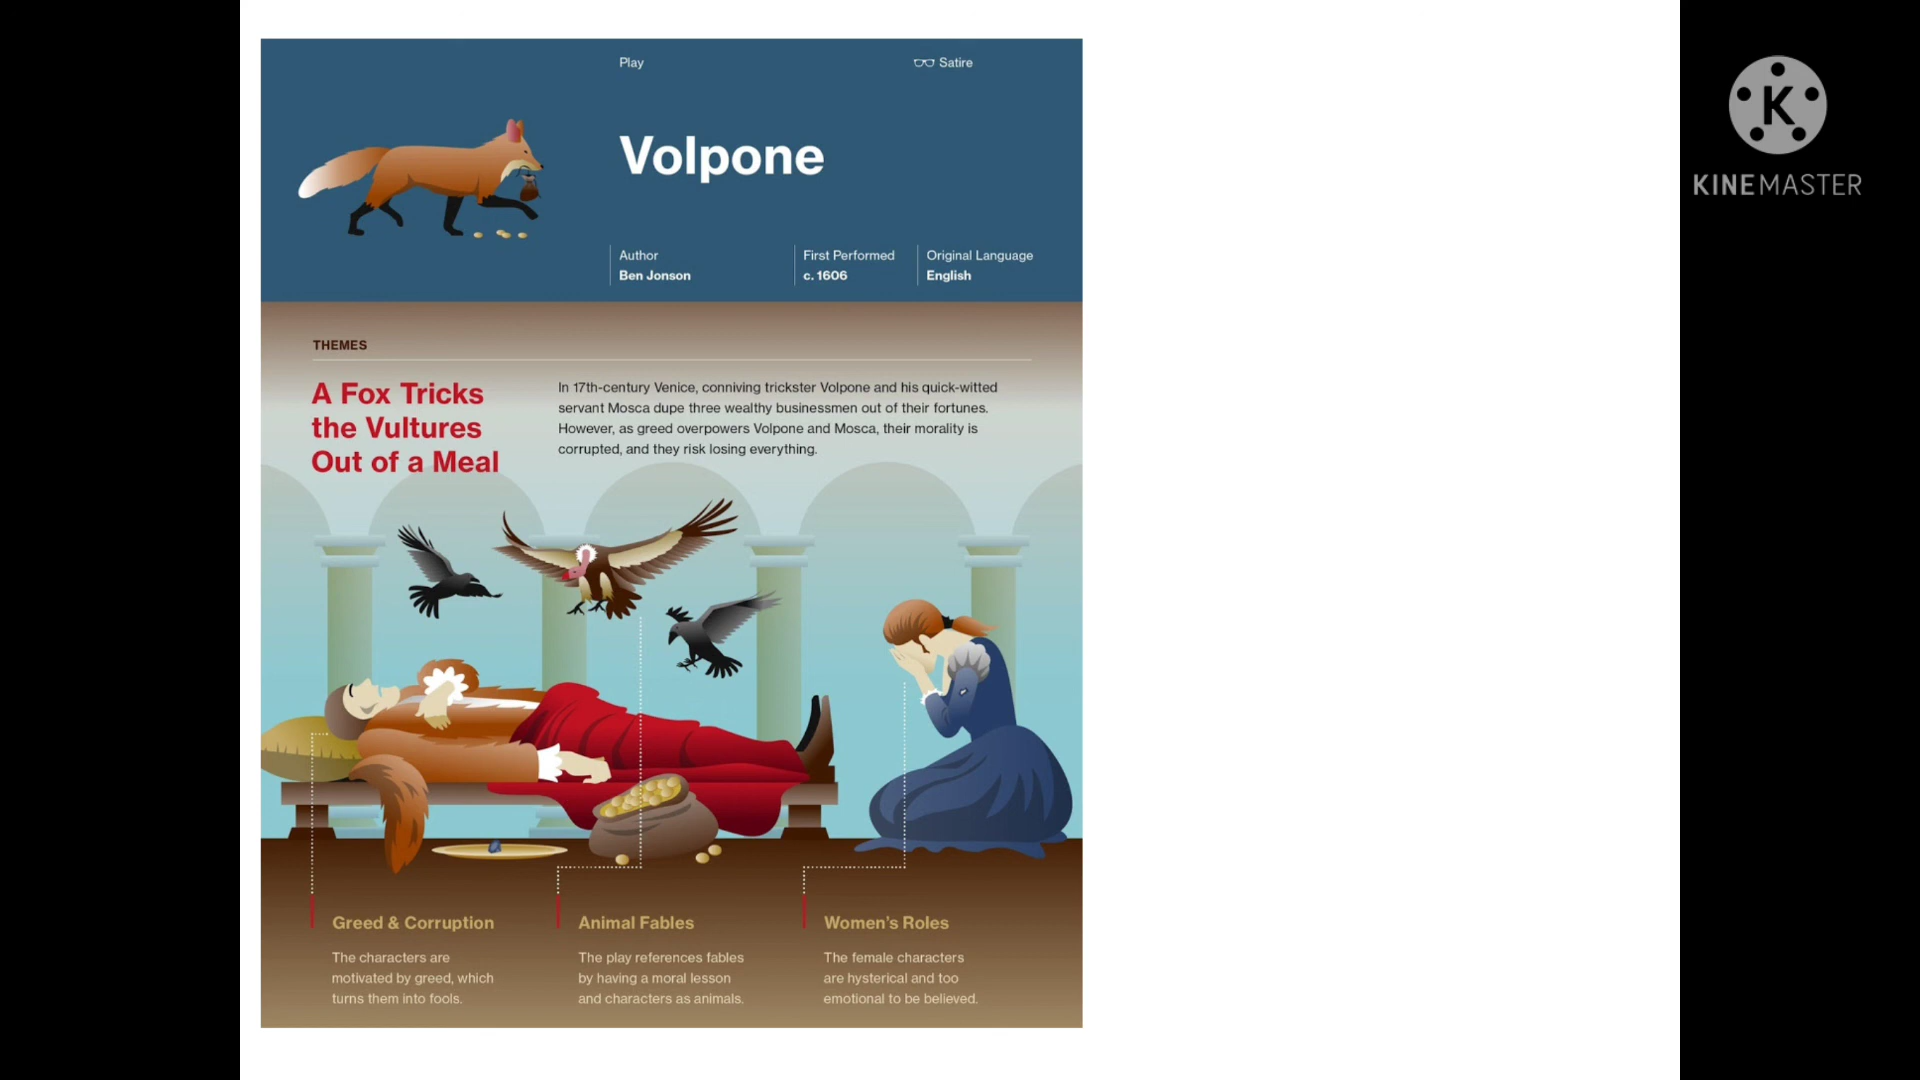 Play
Satire
Volpone
Author
Ben Jonson
First Performed
c. 1606
Original Language
English
THEMES
A Fox Tricks
the Vultures
Out of a Meal
In 17th-century Venice, conniving trickster Volpone and his quick-witted
servant Mosca dupe three wealthy businessmen out of their fortunes.
However, as greed overpowers Volpone and Mosca, their morality is
corrupted, and they risk losing everything.
Greed & Corruption
The characters are
motivated by greed, which
turns them into fools.
Animal Fables
The play references fables
by having a moral lesson
and characters as animals.
Women's Roles
The female characters
are hysterical and too
emotional to be believed.
K
KINEMASTER